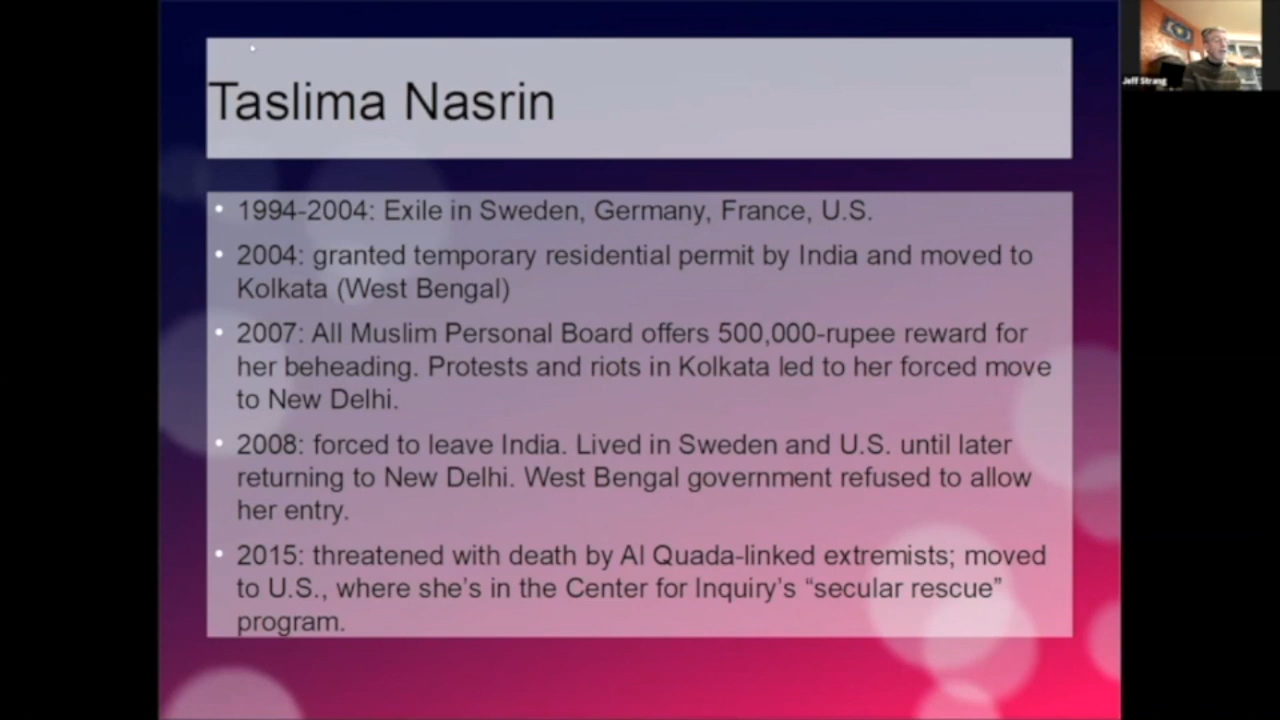 Taslima Nasrin
Jeff Strang
• 1994-2004: Exile in Sweden, Germany, France, U.S.
• 2004: granted temporary residential permit by India and moved to
Kolkata (West Bengal)
• 2007: All Muslim Personal Board offers 500,000-rupee reward for
her beheading. Protests and riots in Kolkata led to her forced move
to New Delhi.
• 2008: forced to leave India. Lived in Sweden and U.S. until later
returning to New Delhi. West Bengal government refused to allow
her entry.
• 2015: threatened with death by Al Quada-linked extremists; moved
to U.S., where she’s in the Center for Inquiry’s “secular rescue”
program.